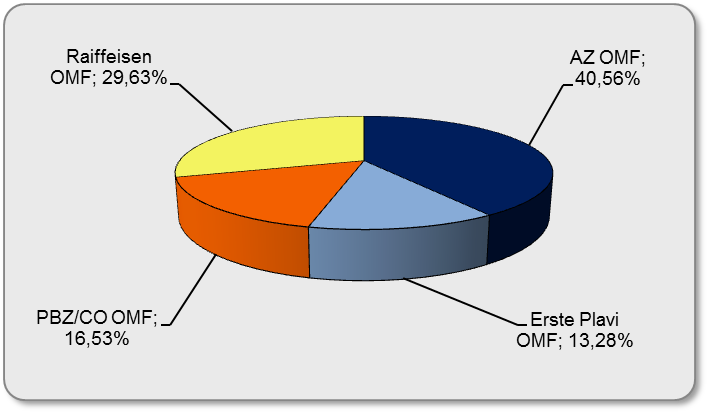 Raiffeisen
OMF; 29,63%
AZ OMF;
40,56%
PBZ/CO OMF;
16,53%
Erste Plavi
OMF; 13,28%